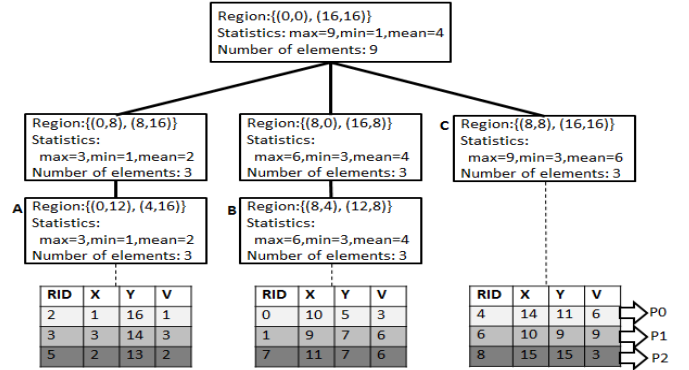 Region:{(0,0), (16,16)}
Statistics: max=9,min=1,mean=4
Number of elements: 9
Region:{(0,8), (8,16)}
Statistics:
max=3,min=1,mean=2
Number of elements: 3
Region:{(8,0), (16,8)}
Statistics:
max=6,min=3,mean=4
Number of elements: 3
C
Region:{(8,8), (16,16)}
Statistics:
max=9,min=3,mean=6
Number of elements: 3
A
Region:{(0,12), (4,16)}
Statistics:
max=3,min=1,mean=2
Number of elements: 3
B
Region:{(8,4), (12,8)}
Statistics:
max=6,min=3,mean=4
Number of elements: 3
RID X Y V
2 1 16 1
3 3 14 3
5 2 13 2
RID X Y V
0 10 5 3
1 9 7 6
7 11 7 6
RID X Y V
4 14 11 6 P0
6 10 9 9 P1
8 15 15 3 P2